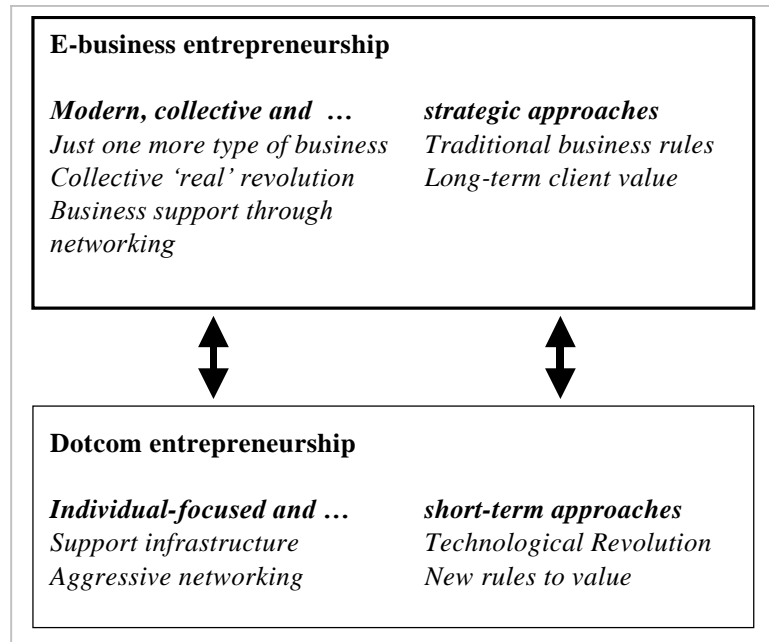 E-business entrepreneurship
Modern, collective and …
Just one more type of business
Collective ‘real’ revolution
Business support through
networking
strategic approaches
Traditional business rules
Long-term client value
Dotcom entrepreneurship
Individual-focused and …
Support infrastructure
Aggressive networking
short-term approaches
Technological Revolution
New rules to value